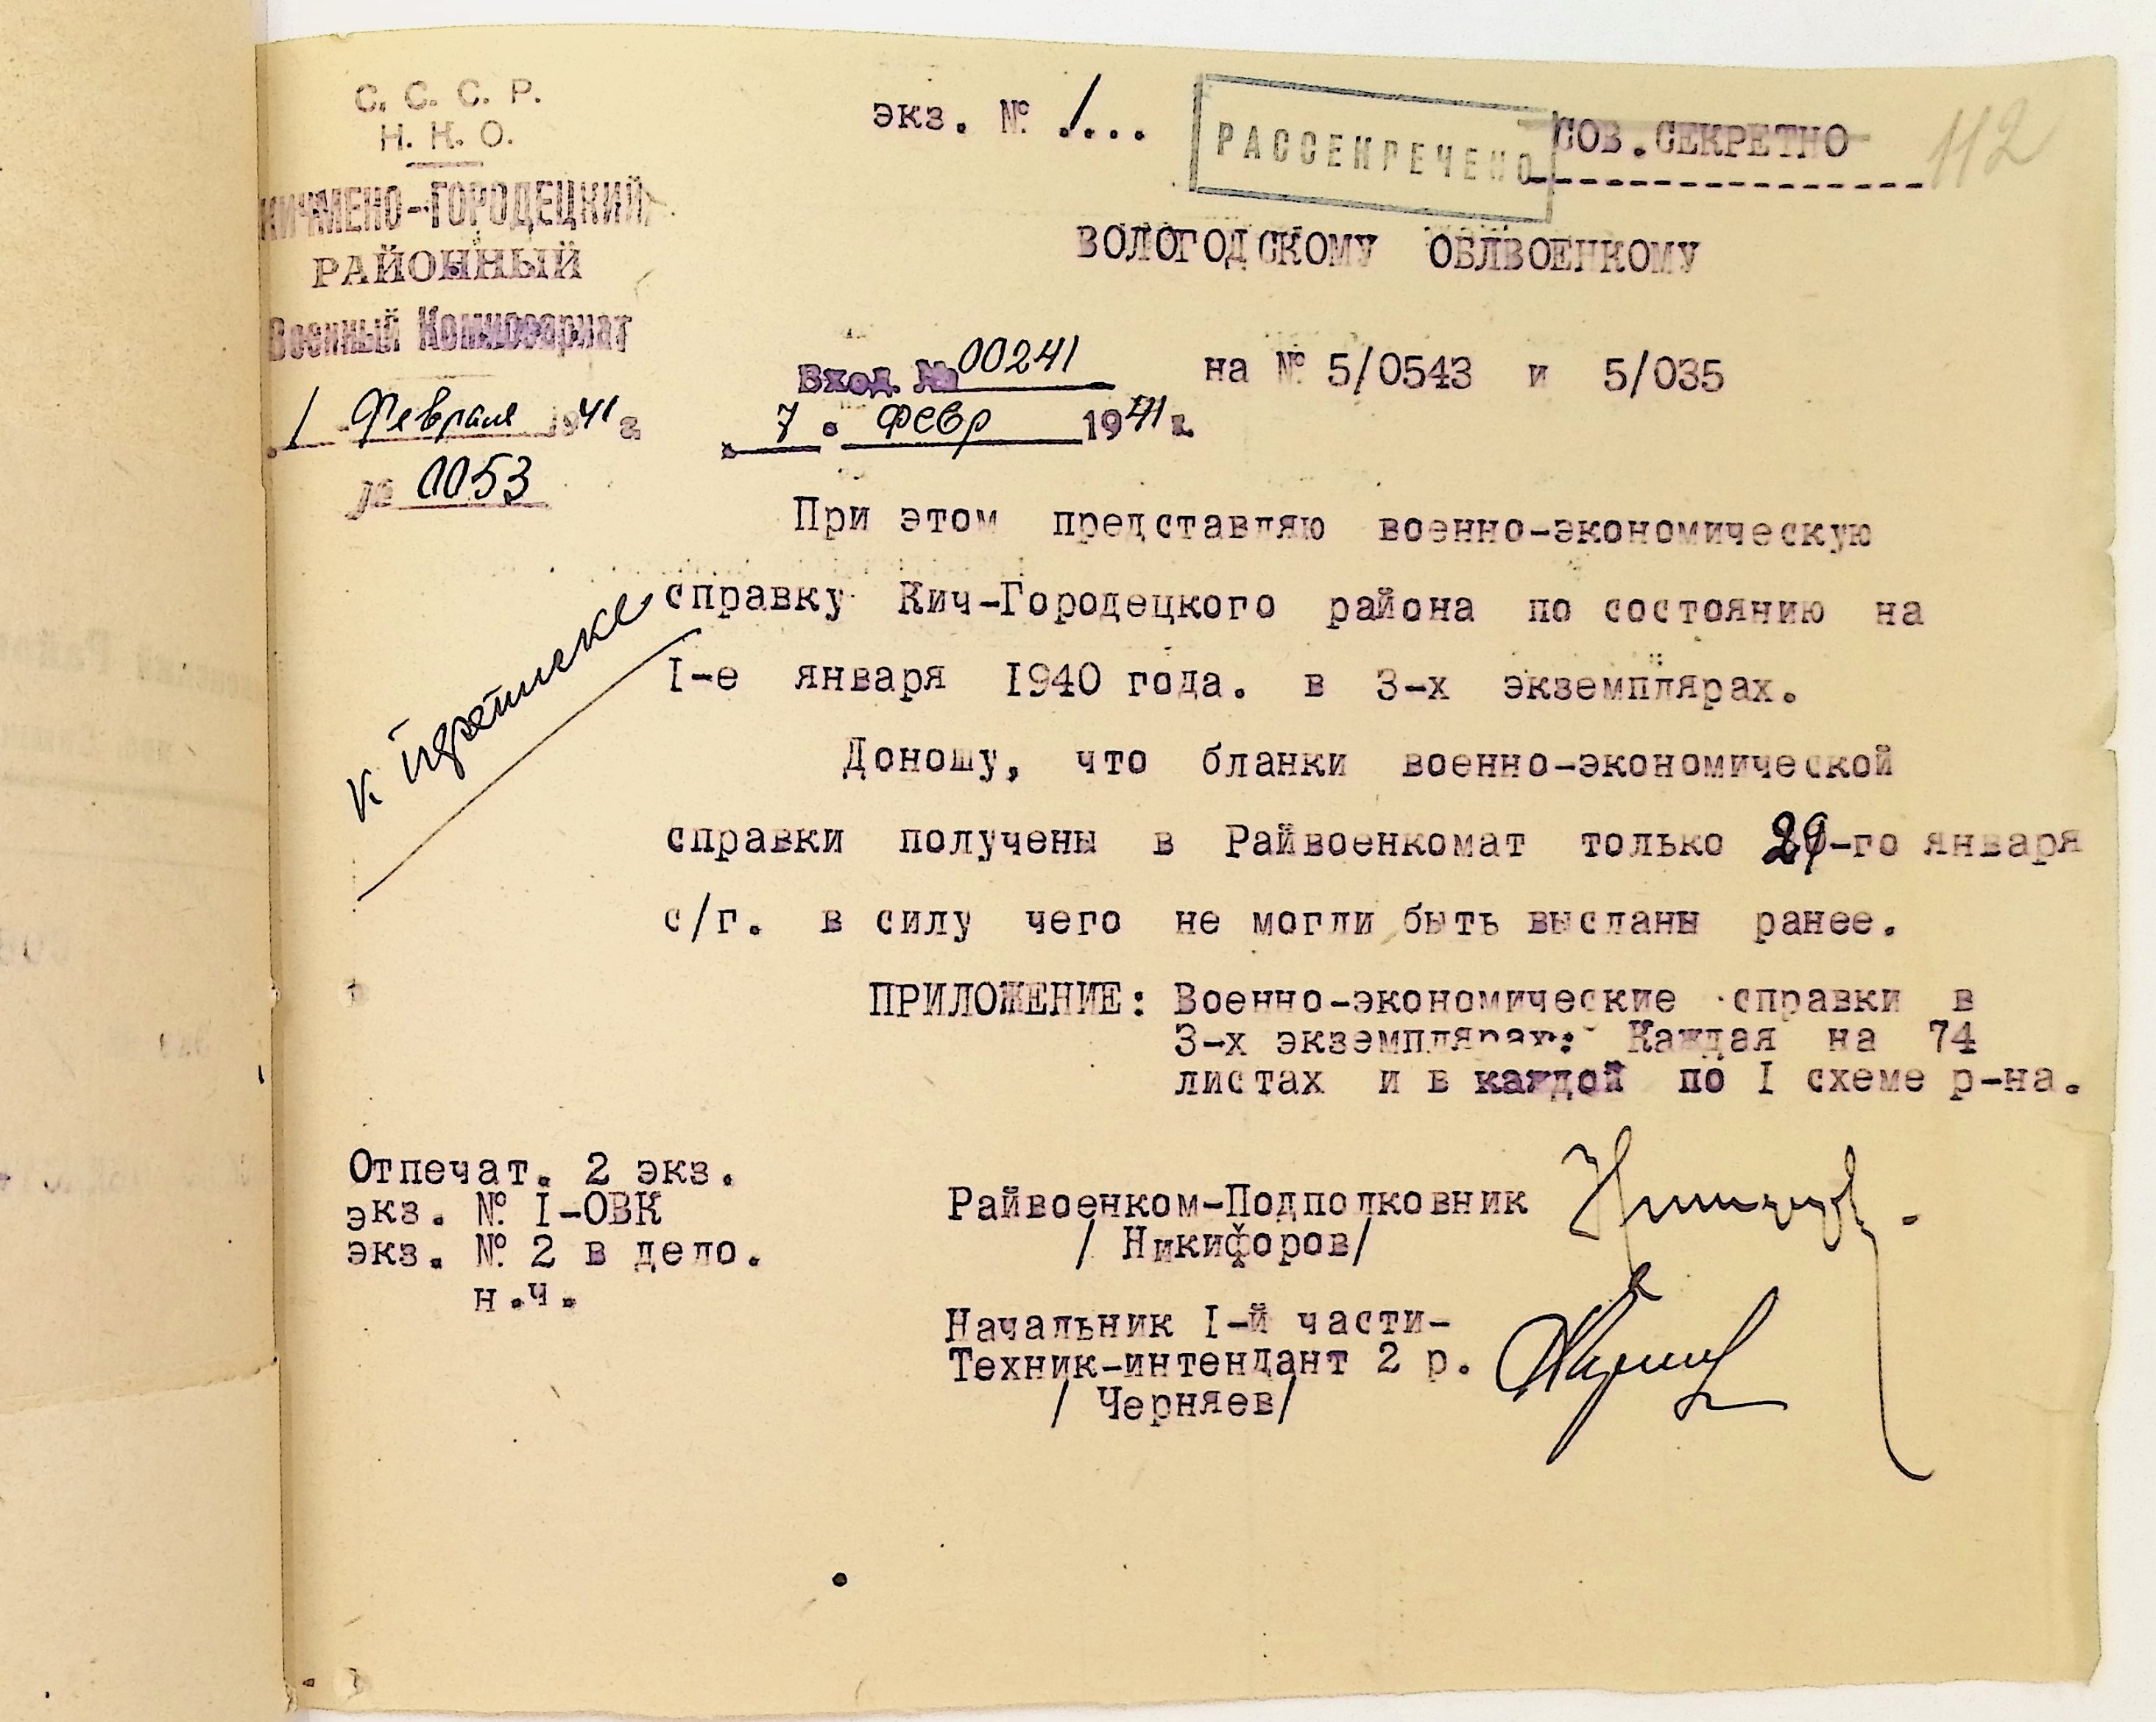 С. С. С. Р.
Н. К. О.
КИЧМЕНО-ГОРОДЕЦКИЙ
РАЙОННЫЙ
Военный Комиссариат
1 Февраля 1941 г.
№ 0053
экз. № 1...
РАССЕКРЕЧЕНО
СОВ.СЕКРЕТНО
112
ВОЛОГОДСКОМУ ОБЛВОЕНКОМУ
Вход. № 00241
7 февр 1941 г.
на № 5/0543 и 5/035
При этом представляю военно-экономическую
справку Кич-Городецкого района по состоянию на
I-е января 1940 года. в 3-х экземплярах.
Доношу, что бланки военно-экономической
справки получены в Райвоенкомат только 29-го января
с/г. в силу чего не могли быть высланы ранее.
к переписке
ПРИЛОЖЕНИЕ: Военно-экономические справки в
3-х экземплярах: Каждая на 74
листах и в каждой по I схеме р-на.
Отпечат. 2 экз.
экз. № I-ОВК
экз. № 2 в дело.
н.ч.
Райвоенком-Подполковник
/ Никифоров/
Начальник I-й части-
Техник-интендант 2 р.
/ Черняев/